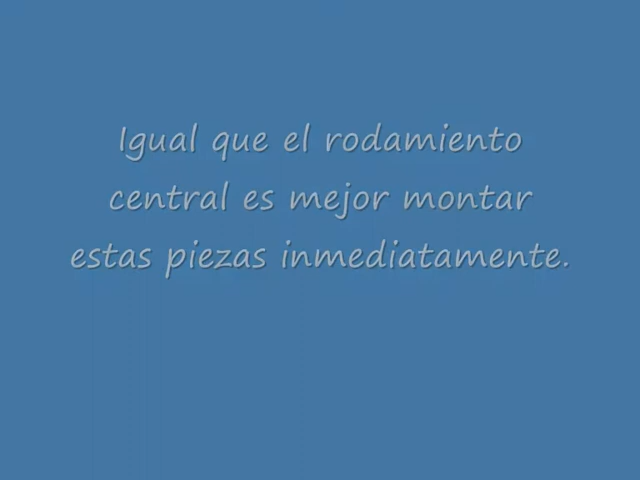 Igual que el rodamiento
central es mejor montar
estas piezas inmediatamente.